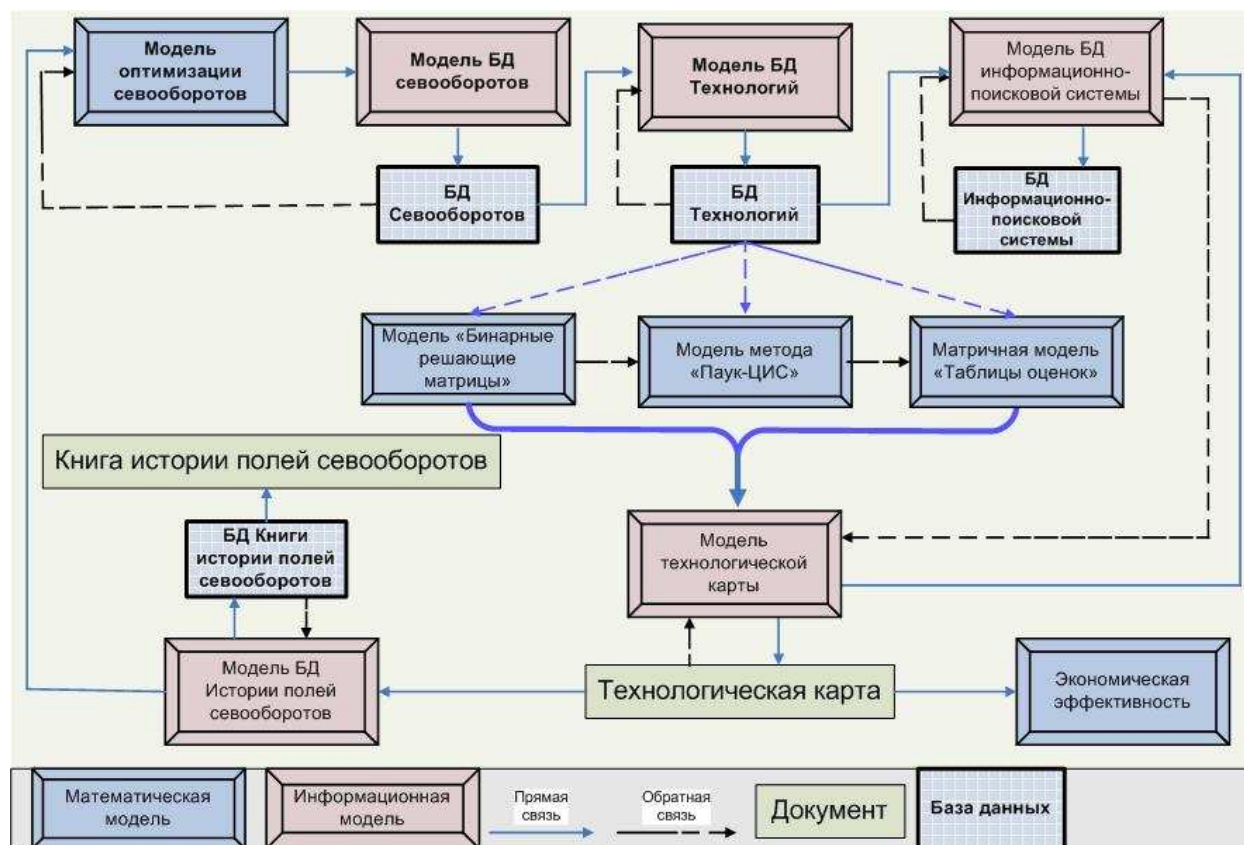 Модель
оптимизации
севооборотов
Модель БД
севооборотов
Модель БД
Технологий
Модель БД
информационно-
поисковой системы
БД
Севооборотов
БД
Технологий
БД
Информационно-
поисковой
системы
Модель «Бинарные
решающие
матрицы»
Модель метода
«Паук-ЦИС»
Матричная модель
«Таблицы оценок»
Книга истории полей севооборотов
БД Книги
истории полей
севооборотов
Модель
технологической
карты
Модель БД
Истории полей
севооборотов
Технологическая карта
Экономическая
эффективность
Математическая
модель
Информационная
модель
Прямая
связь
Обратная
связь
Документ
База данных